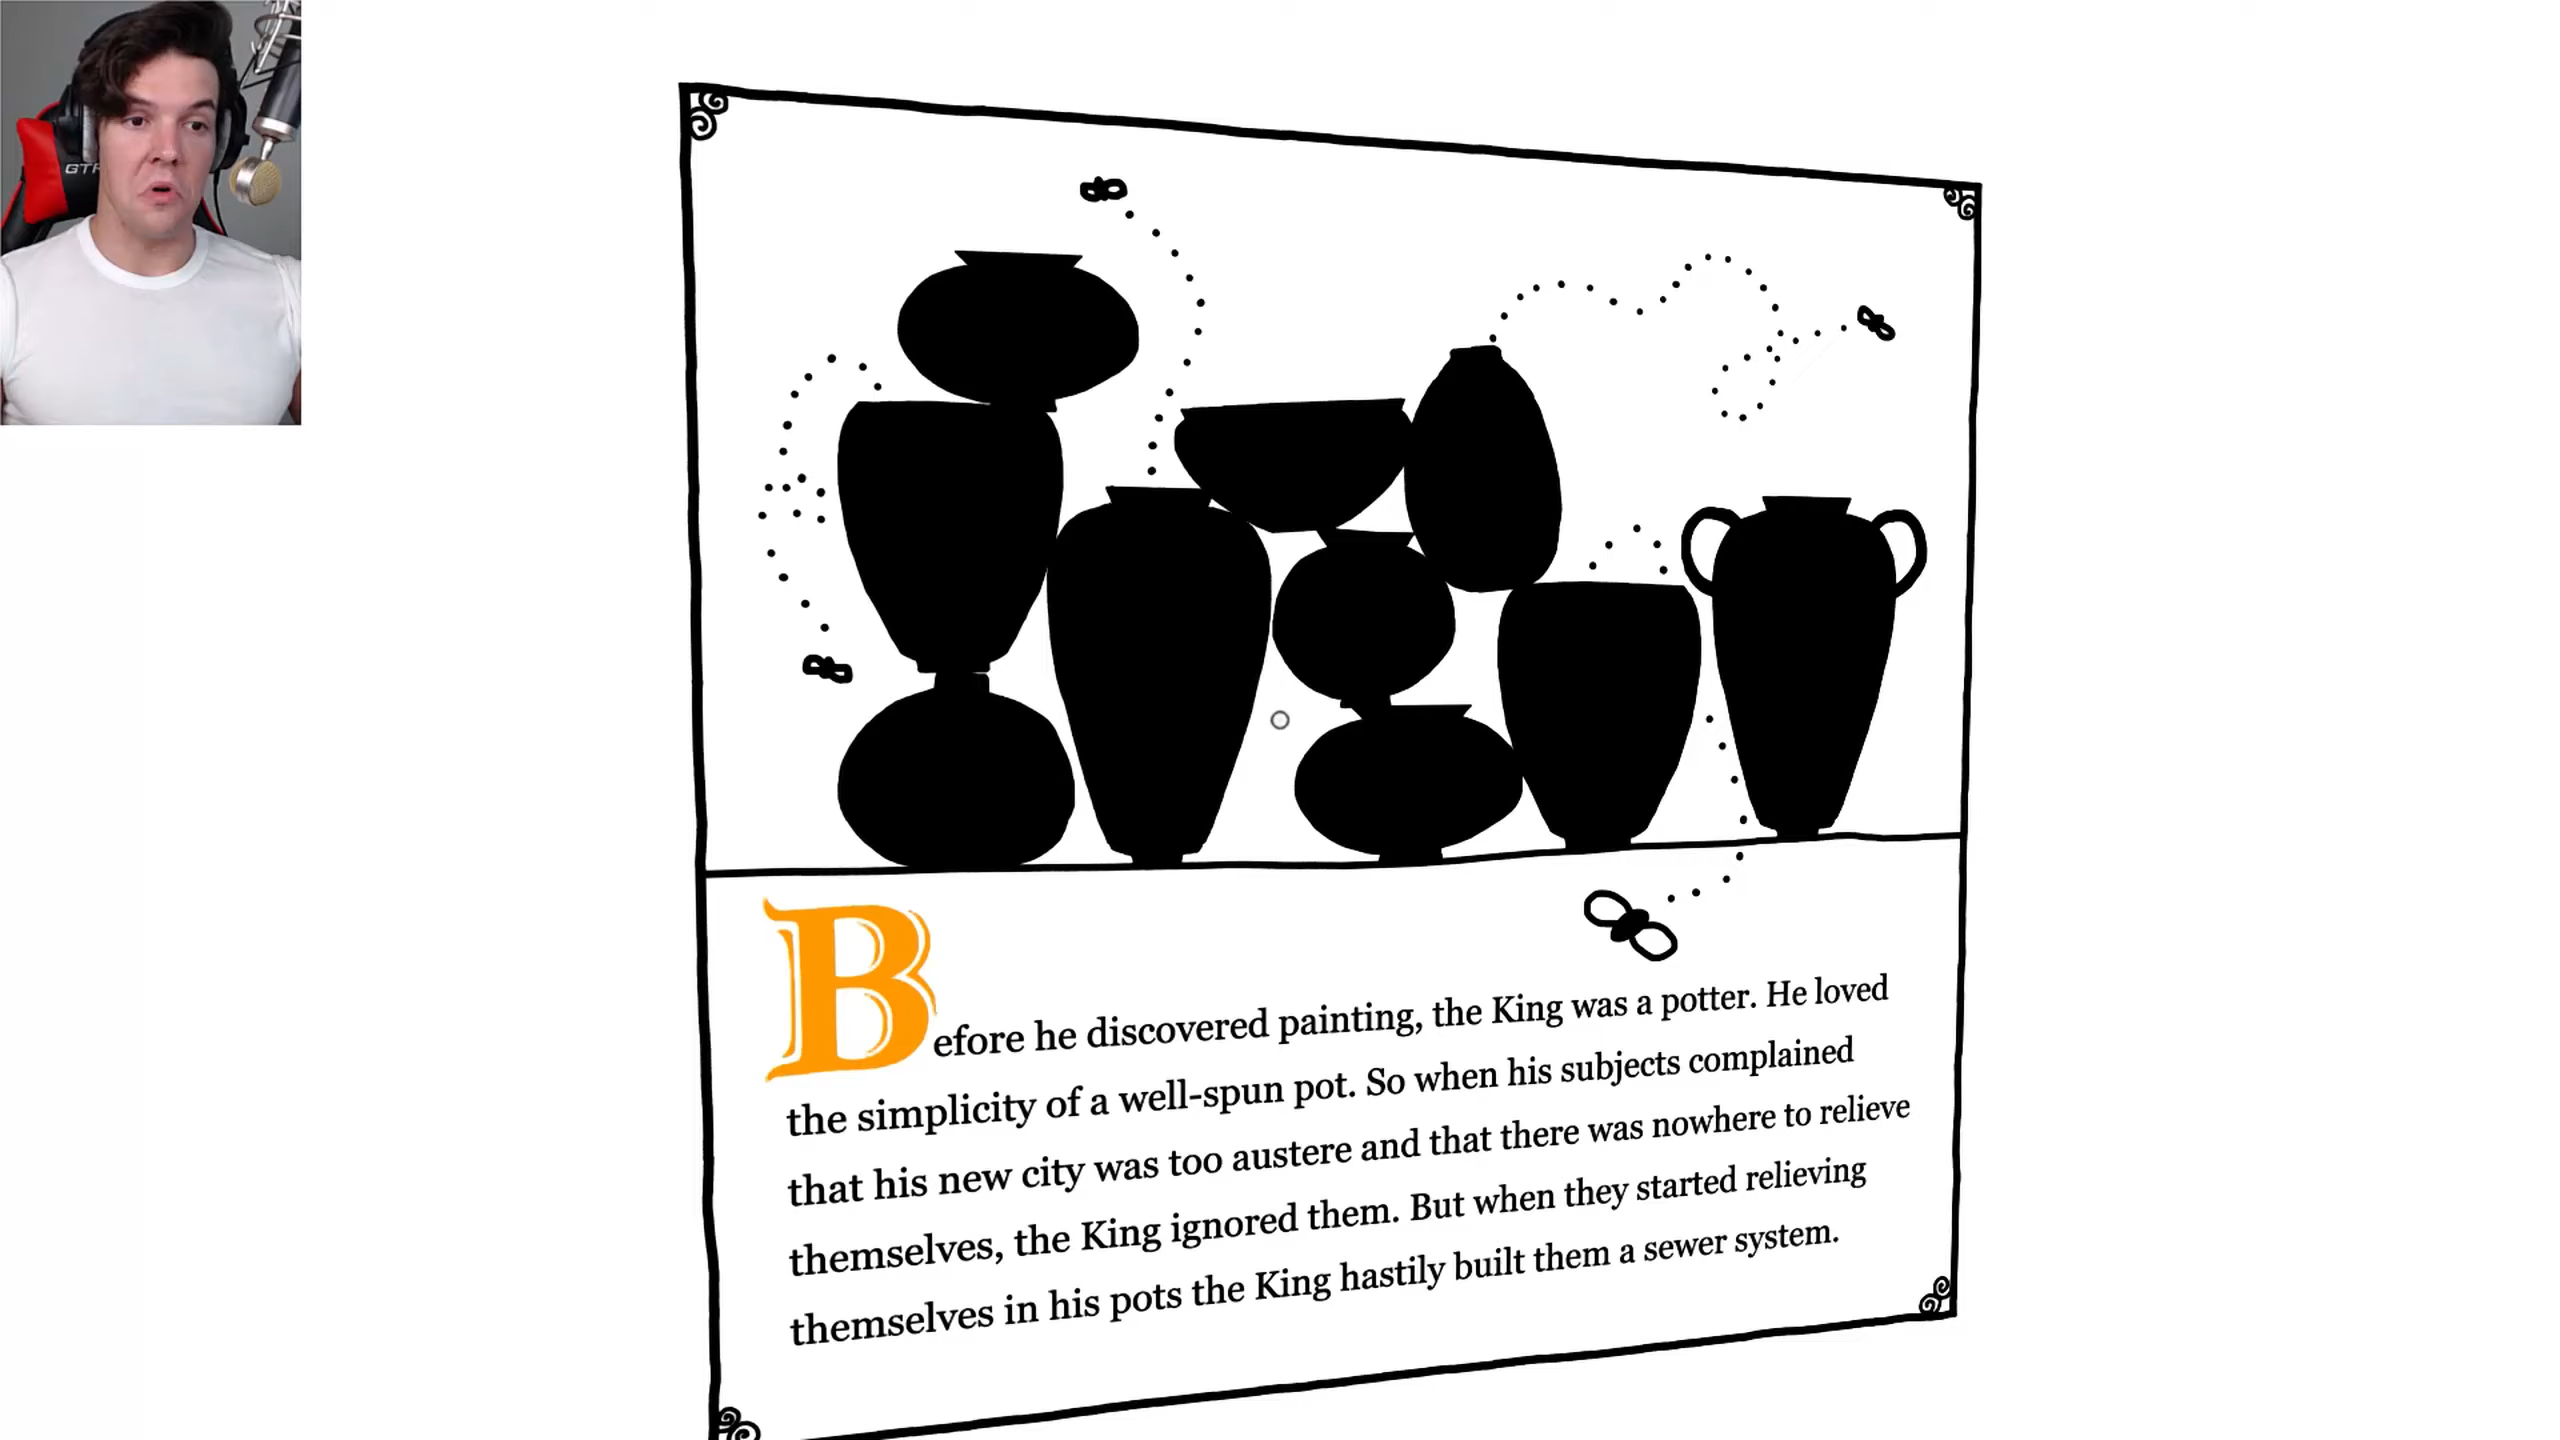 GTR
Before he discovered painting, the King was a potter. He loved
the simplicity of a well-spun pot. So when his subjects complained
that his new city was too austere and that there was nowhere to relieve
themselves, the King ignored them. But when they started relieving
themselves in his pots the King hastily built them a sewer system.